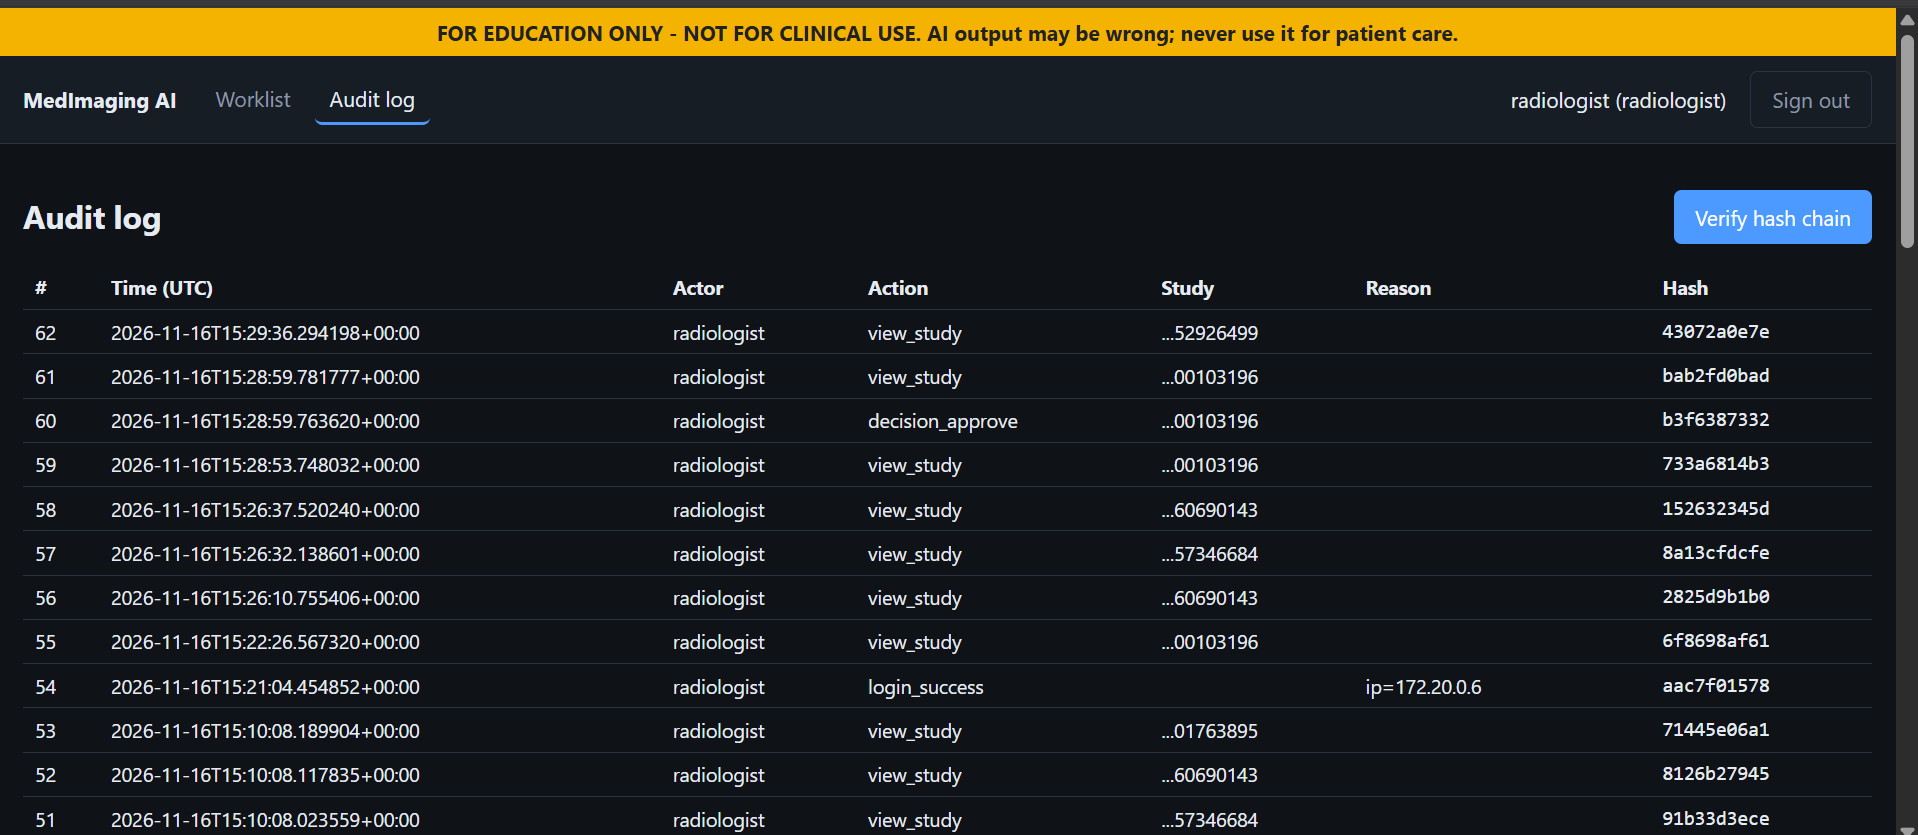 FOR EDUCATION ONLY - NOT FOR CLINICAL USE. AI output may be wrong; never use it for patient care.
MedImaging AI Worklist Audit log radiologist (radiologist) Sign out
Audit log Verify hash chain
# Time (UTC) Actor Action Study Reason Hash
62 2026-11-16T15:29:36.294198+00:00 radiologist view_study ...52926499 43072a0e7e
61 2026-11-16T15:28:59.781777+00:00 radiologist view_study ...00103196 bab2fd0bad
60 2026-11-16T15:28:59.763620+00:00 radiologist decision_approve ...00103196 b3f6387332
59 2026-11-16T15:28:53.748032+00:00 radiologist view_study ...00103196 733a6814b3
58 2026-11-16T15:26:37.520240+00:00 radiologist view_study ...60690143 152632345d
57 2026-11-16T15:26:32.138601+00:00 radiologist view_study ...57346684 8a13cfdcfe
56 2026-11-16T15:26:10.755406+00:00 radiologist view_study ...60690143 2825d9b1b0
55 2026-11-16T15:22:26.567320+00:00 radiologist view_study ...00103196 6f8698af61
54 2026-11-16T15:21:04.454852+00:00 radiologist login_success ip=172.20.0.6 aac7f01578
53 2026-11-16T15:10:08.189904+00:00 radiologist view_study ...01763895 71445e06a1
52 2026-11-16T15:10:08.117835+00:00 radiologist view_study ...60690143 8126b27945
51 2026-11-16T15:10:08.023559+00:00 radiologist view_study ...57346684 91b33d3ece